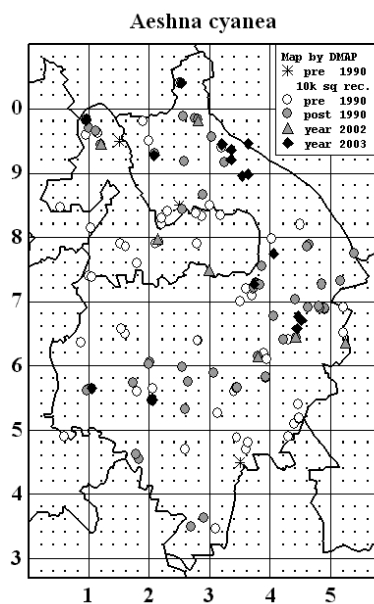 Aeshna cyanea
Map by DMAP
pre 1990
10k sq rec.
pre 1990
post 1990
year 2002
year 2003
0
9
8
7
6
5
4
3
1 2 3 4 5